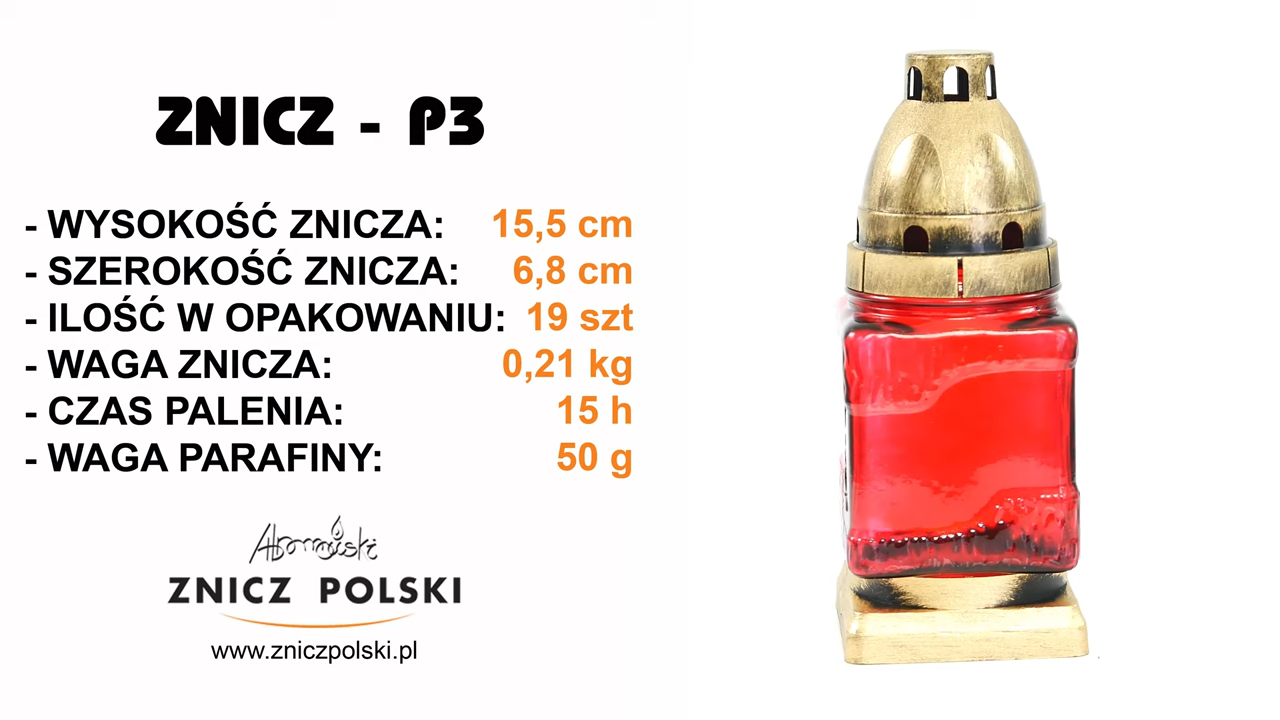 ZNICZ - P3
- WYSOKOŚĆ ZNICZA: 15,5 cm
- SZEROKOŚĆ ZNICZA: 6,8 cm
- ILOŚĆ W OPAKOWANIU: 19 szt
- WAGA ZNICZA: 0,21 kg
- CZAS PALENIA: 15 h
- WAGA PARAFINY: 50 g
ZNICZ POLSKI
www.zniczpolski.pl